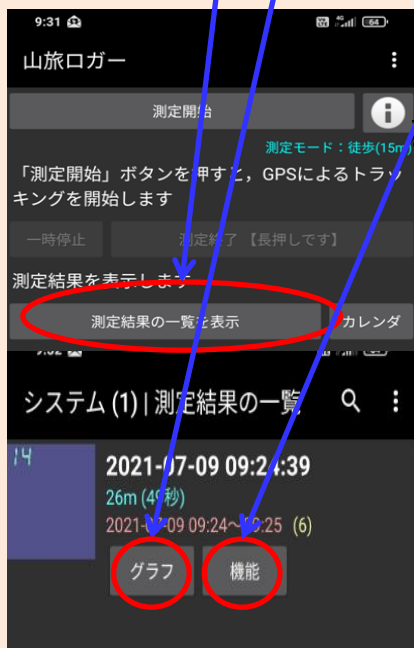 9:31
4G 64
山旅ロガー
測定開始
測定モード：徒歩(15m)
「測定開始」ボタンを押すと，GPSによるトラッ
キングを開始します
一時停止 測定終了 【長押しです】
測定結果を表示します
測定結果の一覧を表示 カレンダ
システム (1) | 測定結果の一覧
14
2021-07-09 09:24:39
26m (49秒)
2021-07-09 09:24～09:25 (6)
グラフ 機能